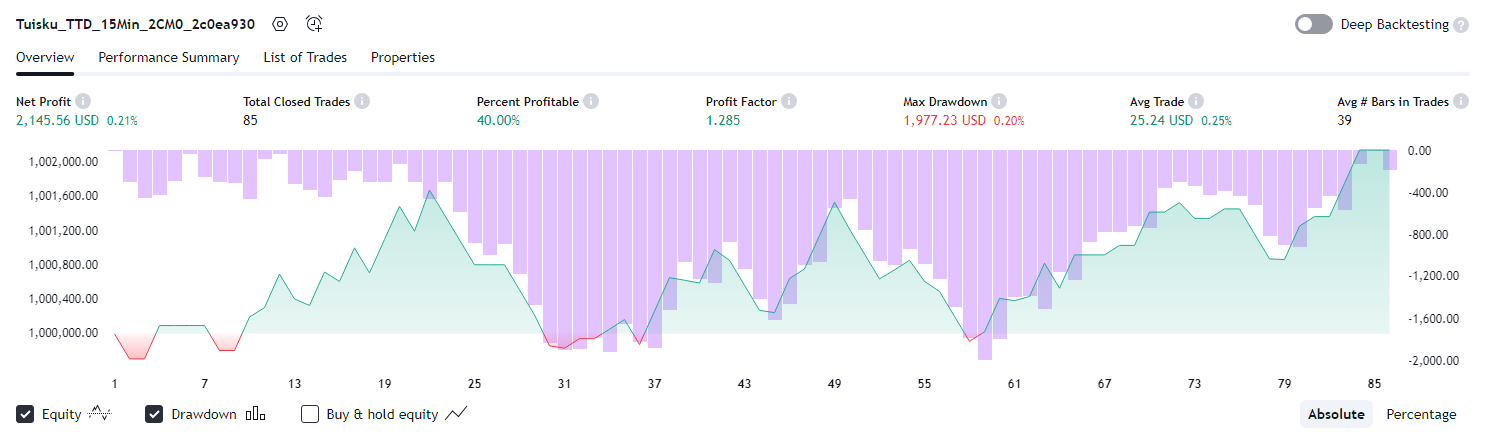 Tuisku_TTD_15Min_2CM0_2c0ea930 Deep Backtesting ?
Overview Performance Summary List of Trades Properties
Net Profit Total Closed Trades Percent Profitable Profit Factor Max Drawdown Avg Trade Avg # Bars in Trades
2,145.56 USD 0.21% 85 40.00% 1.285 1,977.23 USD 0.20% 25.24 USD 0.25% 39
1,002,000.00 0.00
1,001,600.00 -400.00
1,001,200.00 -800.00
1,000,800.00 -1,200.00
1,000,400.00 -1,600.00
1,000,000.00 -2,000.00
1 7 13 19 25 31 37 43 49 55 61 67 73 79 85
Equity Drawdown Buy & hold equity Absolute Percentage